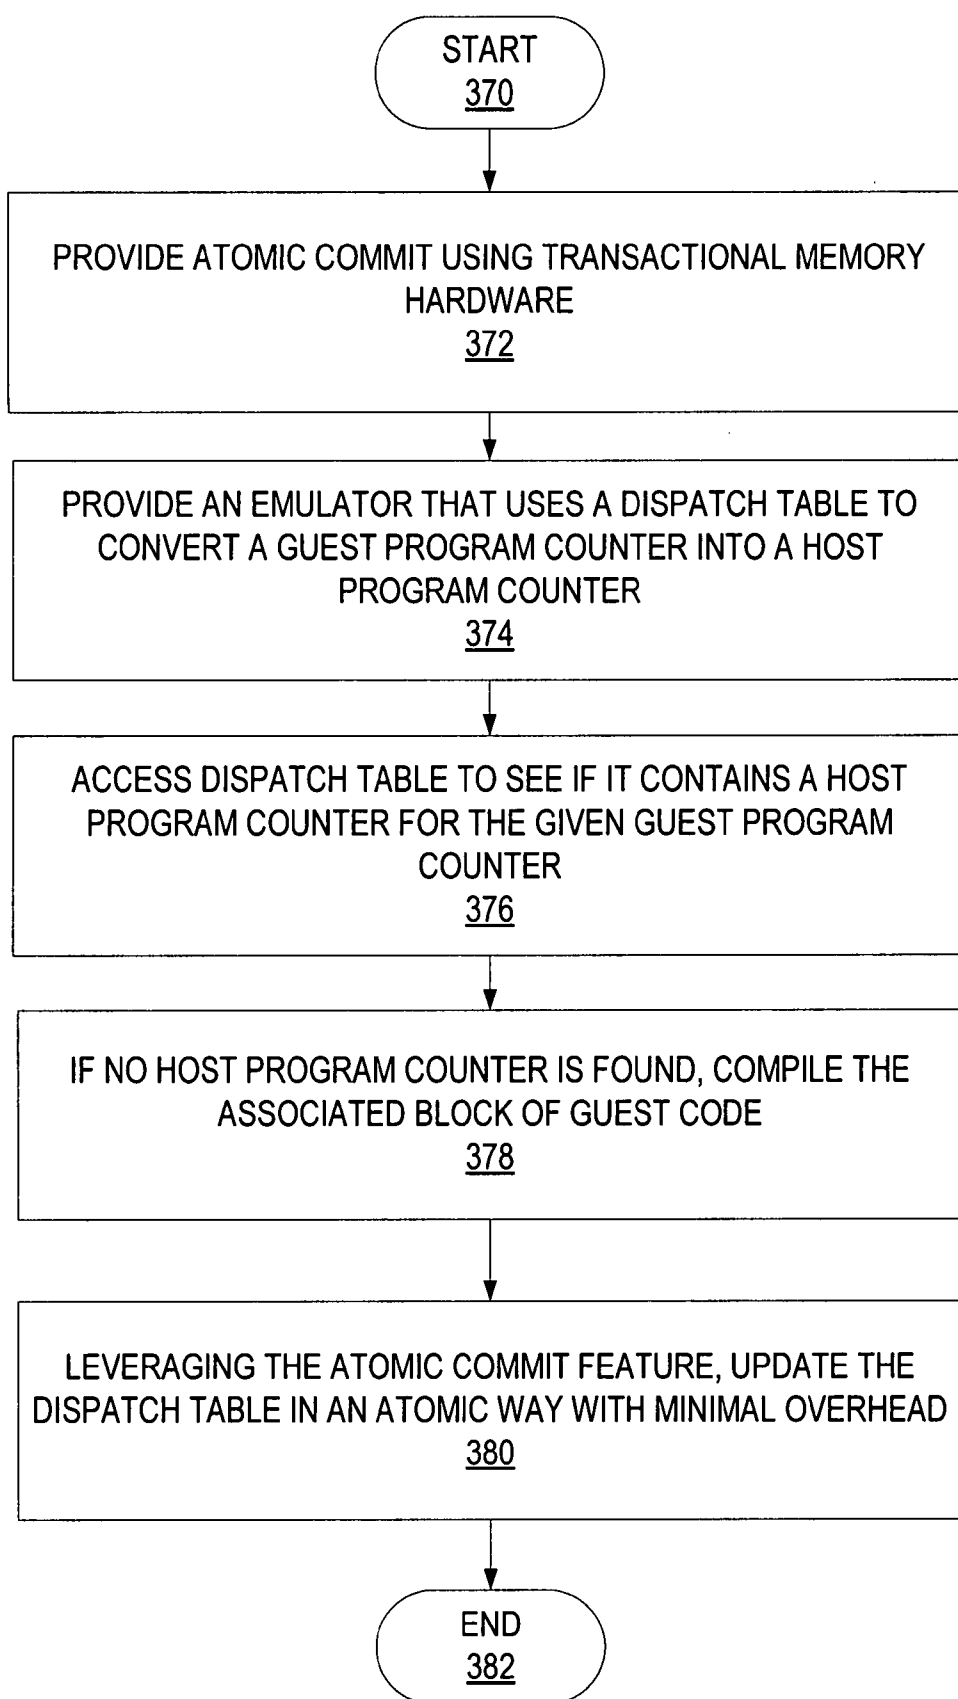 START
370
PROVIDE ATOMIC COMMIT USING TRANSACTIONAL MEMORY
HARDWARE
372
PROVIDE AN EMULATOR THAT USES A DISPATCH TABLE TO
CONVERT A GUEST PROGRAM COUNTER INTO A HOST
PROGRAM COUNTER
374
ACCESS DISPATCH TABLE TO SEE IF IT CONTAINS A HOST
PROGRAM COUNTER FOR THE GIVEN GUEST PROGRAM
COUNTER
376
IF NO HOST PROGRAM COUNTER IS FOUND, COMPILE THE
ASSOCIATED BLOCK OF GUEST CODE
378
LEVERAGING THE ATOMIC COMMIT FEATURE, UPDATE THE
DISPATCH TABLE IN AN ATOMIC WAY WITH MINIMAL OVERHEAD
380
END
382